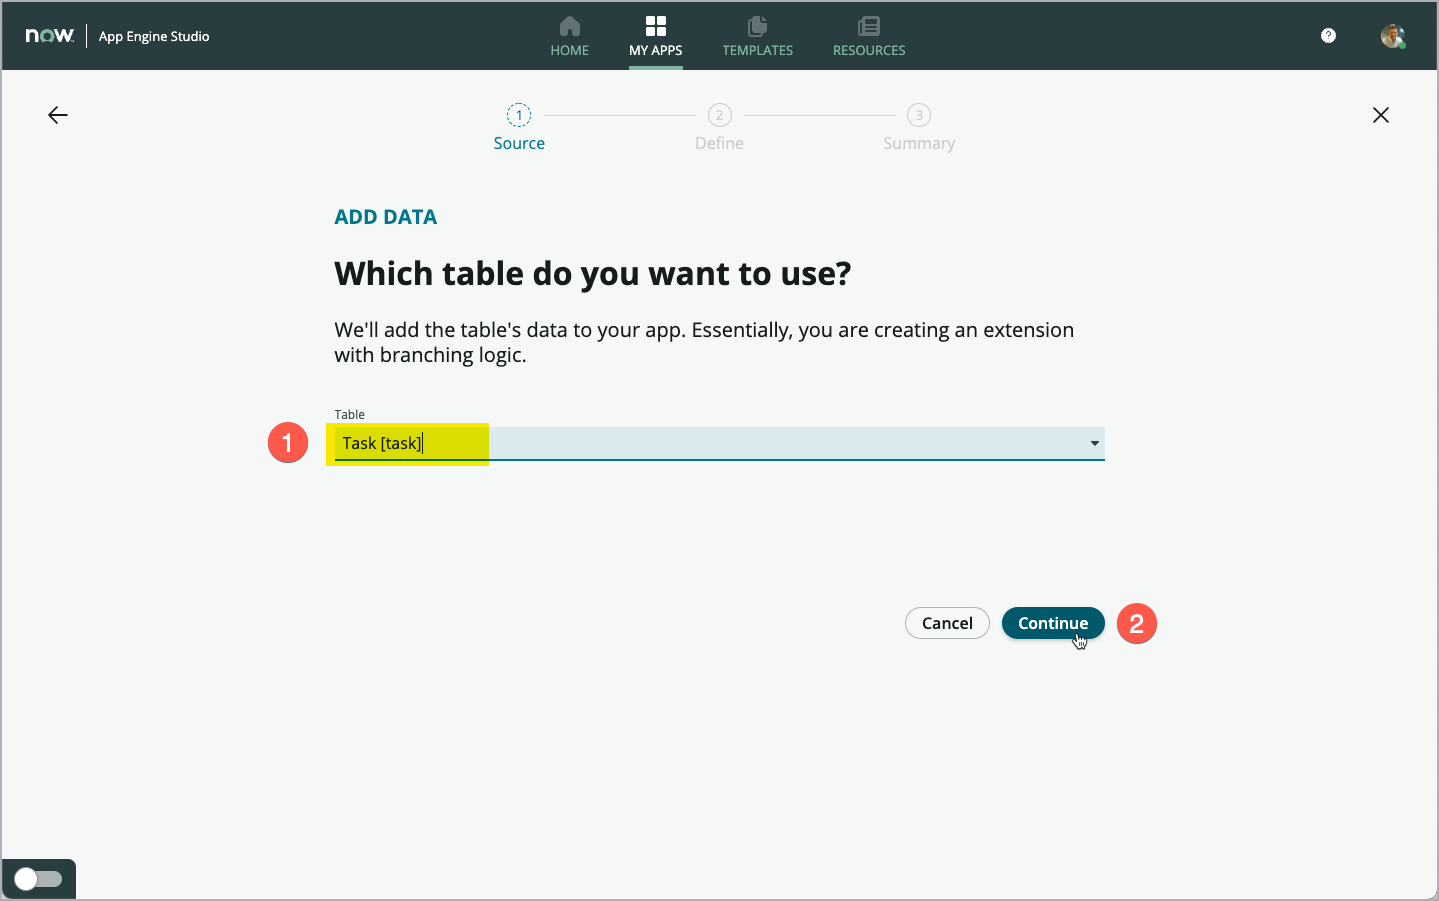 now.
App Engine Studio
HOME
MY APPS
TEMPLATES
RESOURCES
?
1
2
3
Source
Define
Summary
ADD DATA
Which table do you want to use?
We'll add the table's data to your app. Essentially, you are creating an extension
with branching logic.
Table
1
Task [task]
Cancel
Continue
2